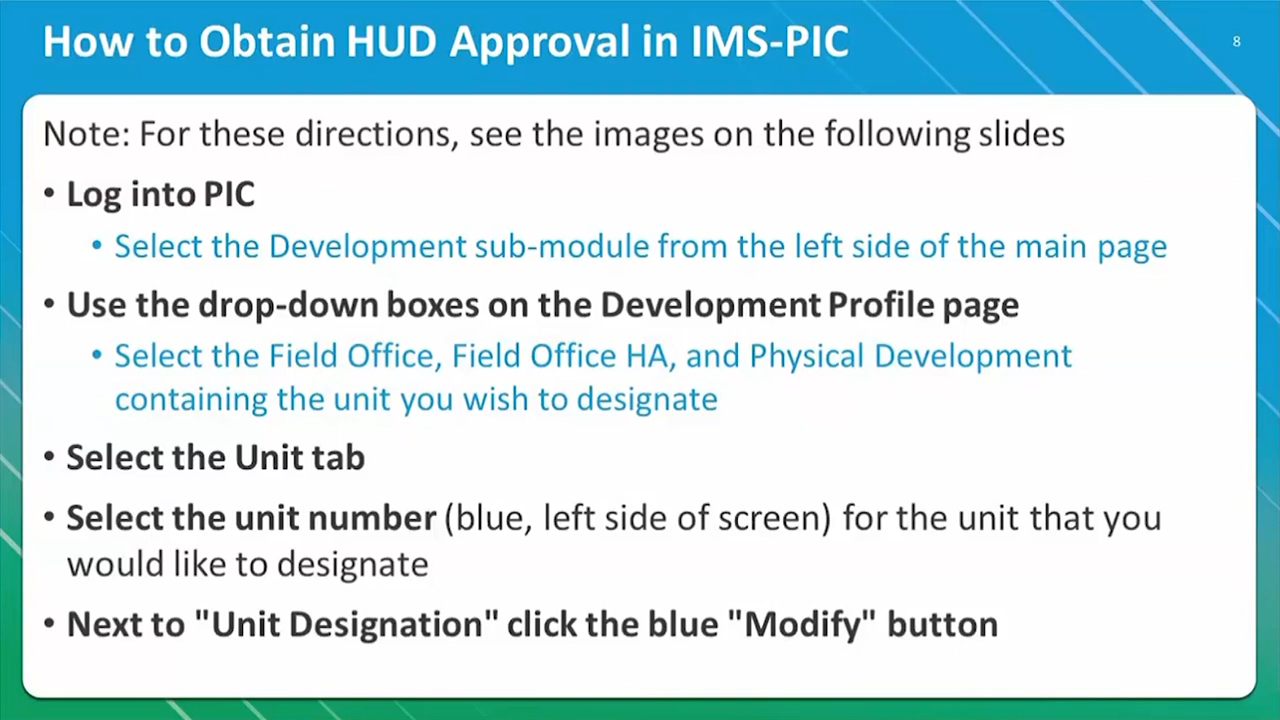 How to Obtain HUD Approval in IMS-PIC
8
Note: For these directions, see the images on the following slides
• Log into PIC
• Select the Development sub-module from the left side of the main page
• Use the drop-down boxes on the Development Profile page
• Select the Field Office, Field Office HA, and Physical Development
containing the unit you wish to designate
• Select the Unit tab
• Select the unit number (blue, left side of screen) for the unit that you
would like to designate
• Next to "Unit Designation" click the blue "Modify" button